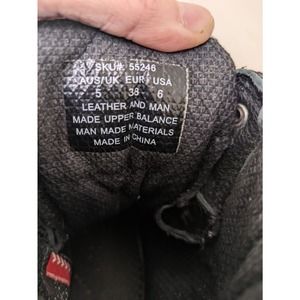 SKU#: 55246
AUS/UK EUR USA
5 38 6
LEATHER AND MAN
MADE UPPER BALANCE
MAN MADE MATERIALS
MADE IN CHINA